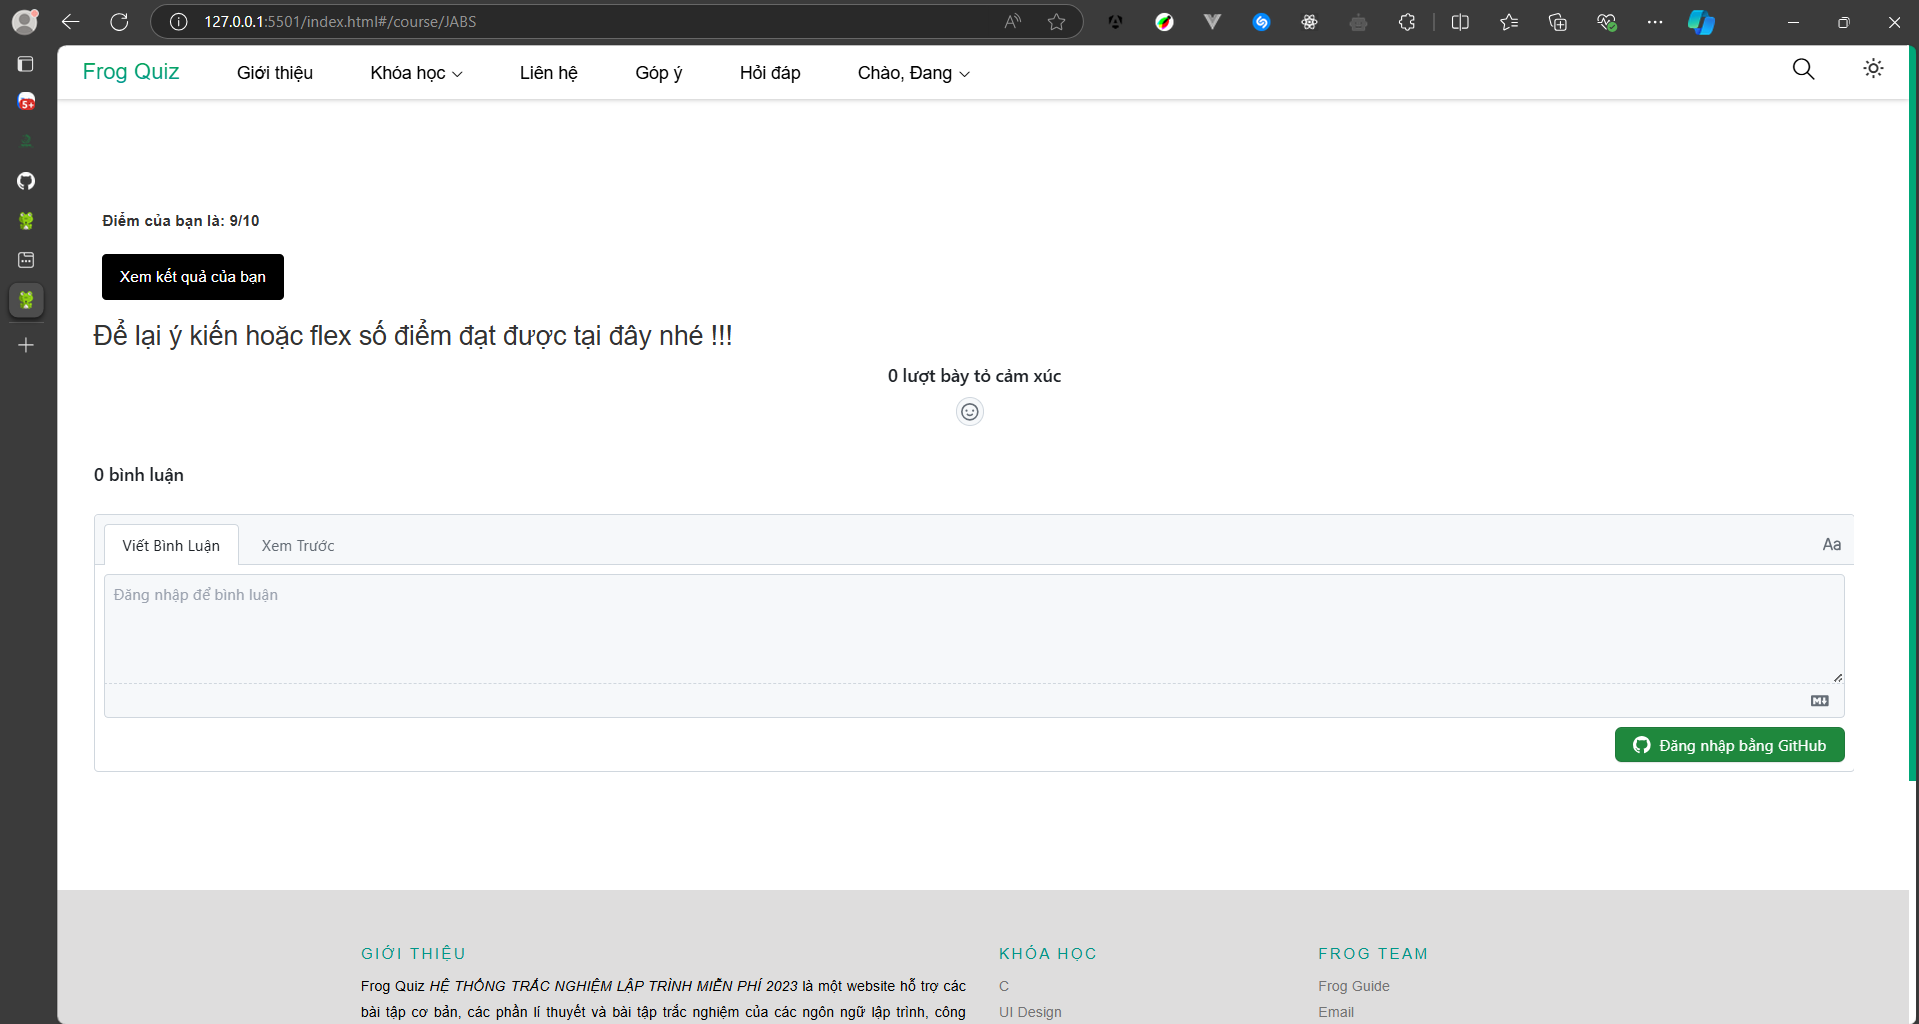 127.0.0.1:5501/index.html#/course/JABS
5+
Frog Quiz
Giới thiệu
Khóa học
Liên hệ
Góp ý
Hỏi đáp
Chào, Đang
Điểm của bạn là: 9/10
Xem kết quả của bạn
Để lại ý kiến hoặc flex số điểm đạt được tại đây nhé !!!
0 lượt bày tỏ cảm xúc
0 bình luận
Viết Bình Luận
Xem Trước
Aa
Đăng nhập để bình luận
M↓
Đăng nhập bằng GitHub
GIỚI THIỆU
Frog Quiz HỆ THỐNG TRẮC NGHIỆM LẬP TRÌNH MIỄN PHÍ 2023 là một website hỗ trợ các
bài tập cơ bản, các phần lí thuyết và bài tập trắc nghiệm của các ngôn ngữ lập trình, công
KHÓA HỌC
C
UI Design
FROG TEAM
Frog Guide
Email